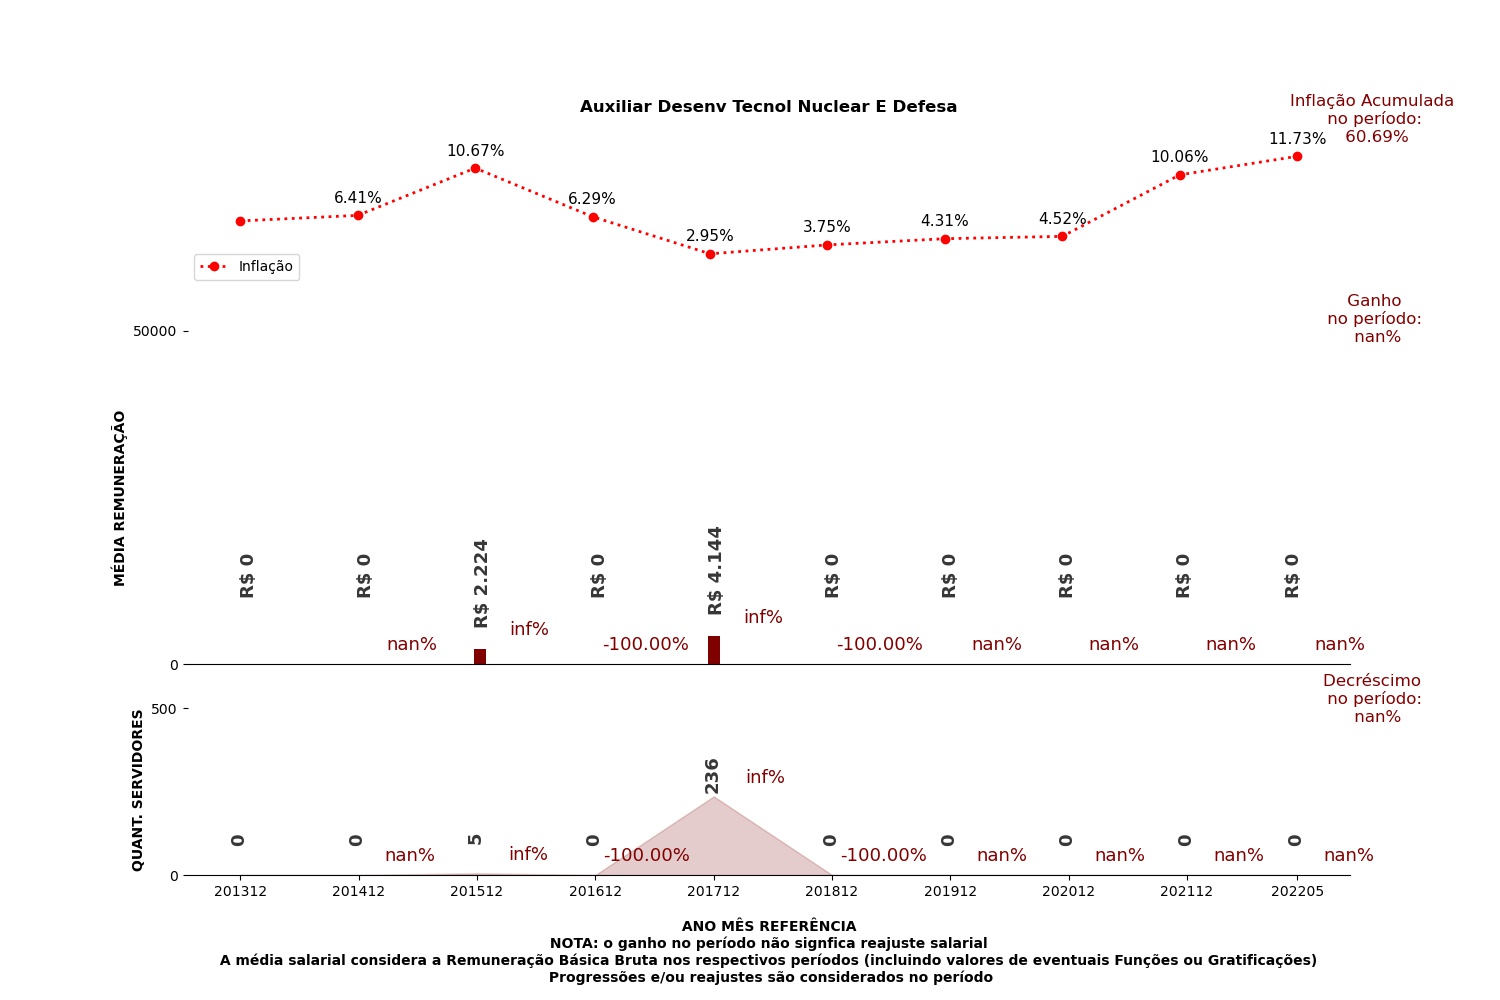 Auxiliar Desenv Tecnol Nuclear E Defesa
Inflação Acumulada
no período:
60.69%
6.41%
10.67%
6.29%
2.95%
3.75%
4.31%
4.52%
10.06%
11.73%
Inflação
Ganho
no período:
nan%
50000
0
MÉDIA REMUNERAÇÃO
R$ 0
R$ 0
R$ 2.224
R$ 0
R$ 4.144
R$ 0
R$ 0
R$ 0
R$ 0
R$ 0
nan%
inf%
-100.00%
inf%
-100.00%
nan%
nan%
nan%
nan%
Decréscimo
no período:
nan%
500
0
QUANT. SERVIDORES
0
0
5
0
236
0
0
0
0
0
nan%
inf%
-100.00%
inf%
-100.00%
nan%
nan%
nan%
nan%
201312
201412
201512
201612
201712
201812
201912
202012
202112
202205
ANO MÊS REFERÊNCIA
NOTA: o ganho no período não signfica reajuste salarial
A média salarial considera a Remuneração Básica Bruta nos respectivos períodos (incluindo valores de eventuais Funções ou Gratificações)
Progressões e/ou reajustes são considerados no período